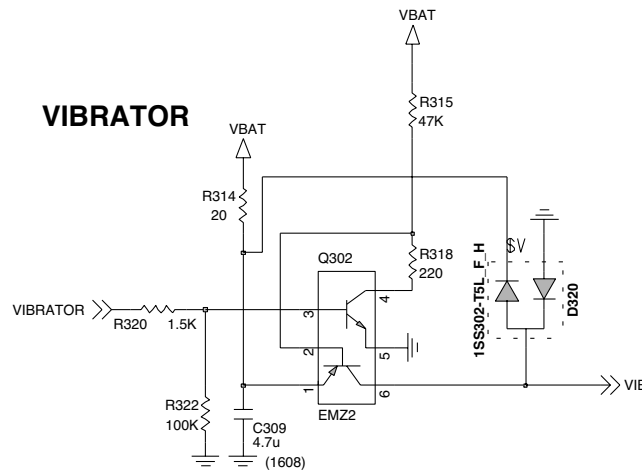 VBAT
R315
47K
VIBRATOR
VBAT
R314
20
$V
R318
220
1SS302-T5L_F_H
D320
Q302
4
VIBRATOR
3
R320
1.5K
2
5
1
6
VIB
R322
100K
EMZ2
C309
4.7u
(1608)